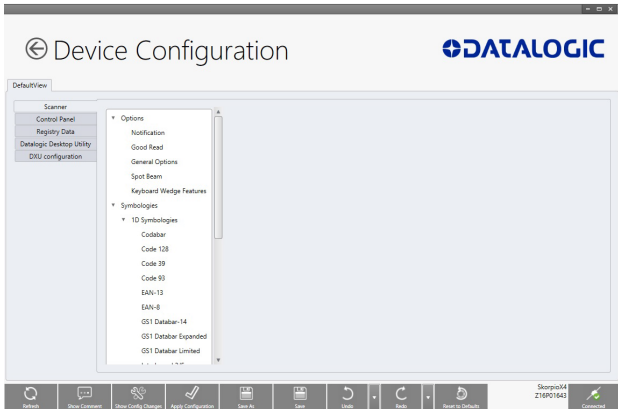 Device Configuration
DATALOGIC
DefaultView
Scanner
Control Panel
Registry Data
Datalogic Desktop Utility
DXU configuration
Options
Notification
Good Read
General Options
Spot Beam
Keyboard Wedge Features
Symbologies
1D Symbologies
Codabar
Code 128
Code 39
Code 93
EAN-13
EAN-8
GS1 Databar-14
GS1 Databar Expanded
GS1 Databar Limited
Refresh
Show Comment
Show Config Changes
Apply Configuration
Save As
Save
Undo
Redo
Reset to Defaults
SkorpioX4
Z16P01643
Connected